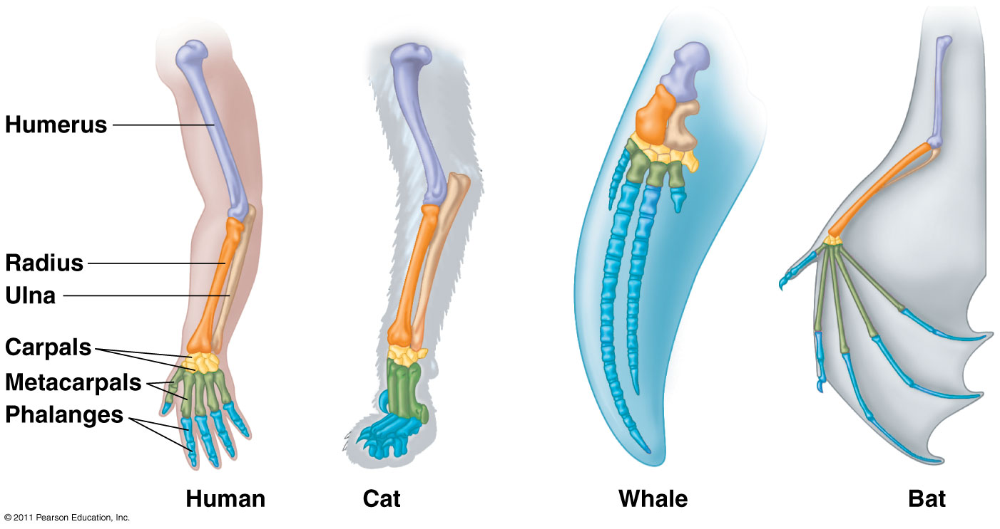 Humerus
Radius
Ulna
Carpals
Metacarpals
Phalanges
Human Cat Whale Bat
© 2011 Pearson Education, Inc.